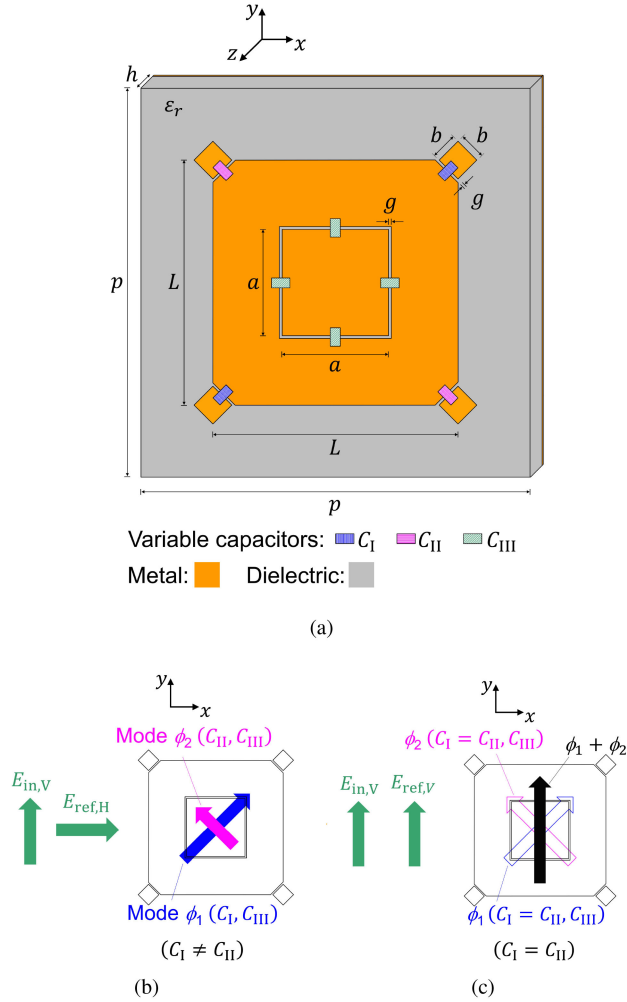 y
x
z
h
εr
b b
g
g
p
L
a
a
L
p
Variable capacitors: CI CII CIII
Metal: Dielectric:
(a)
y
x
Mode ϕ2 (CII, CIII)
Ein,V
Eref,H
Mode ϕ1 (CI, CIII)
(CI ≠ CII)
(b)
y
x
ϕ2 (CI = CII, CIII)
ϕ1 + ϕ2
Ein,V
Eref,V
ϕ1 (CI = CII, CIII)
(CI = CII)
(c)